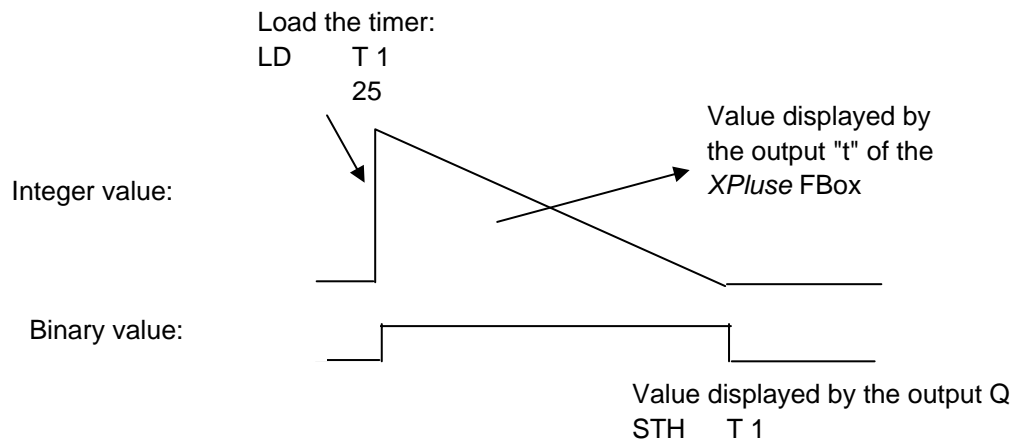 Load the timer:
LD T 1
25
Value displayed by
the output "t" of the
XPluse FBox
Integer value:
Binary value:
Value displayed by the output Q
STH T 1